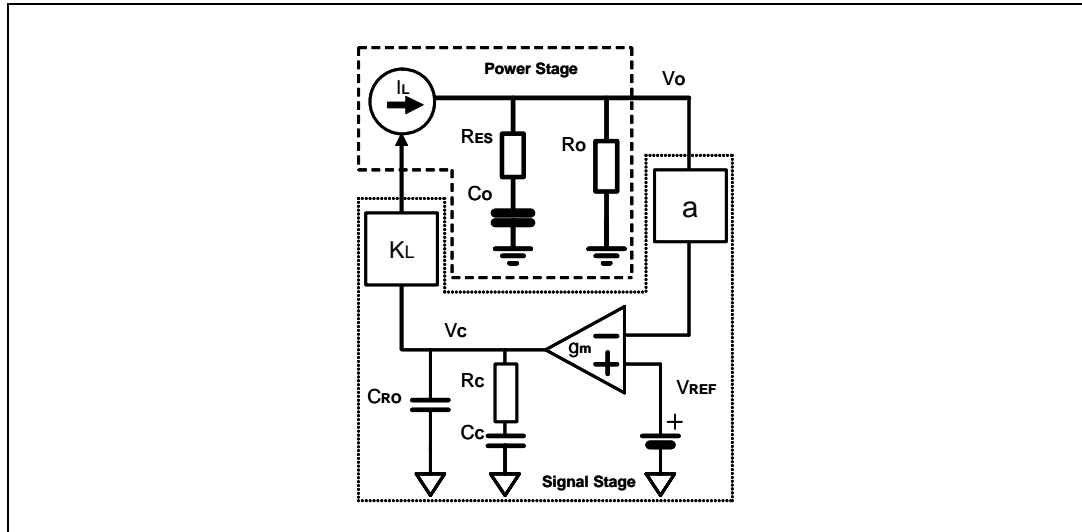 Power Stage
Vo
IL
RES
Ro
Co
a
KL
Vc
gm
−
+
Rc
CRO
VREF
+
Cc
Signal Stage